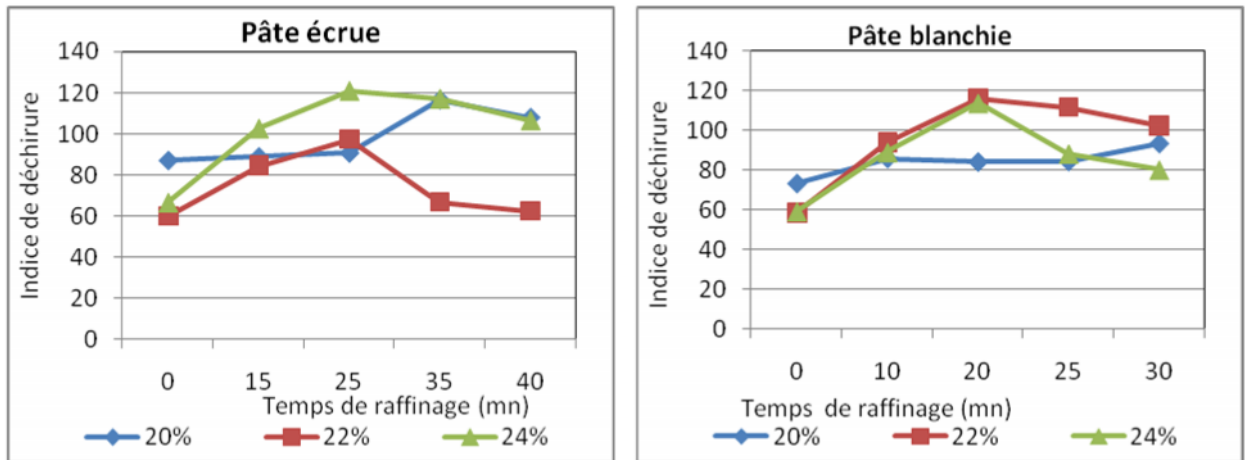 Pâte écrue
Indice de déchirure
140
120
100
80
60
40
20
0
0 15 25 35 40
Temps de raffinage (mn)
20% 22% 24%
Pâte blanchie
Indice de déchirure
140
120
100
80
60
40
20
0
0 10 20 25 30
Temps de raffinage (mn)
20% 22% 24%